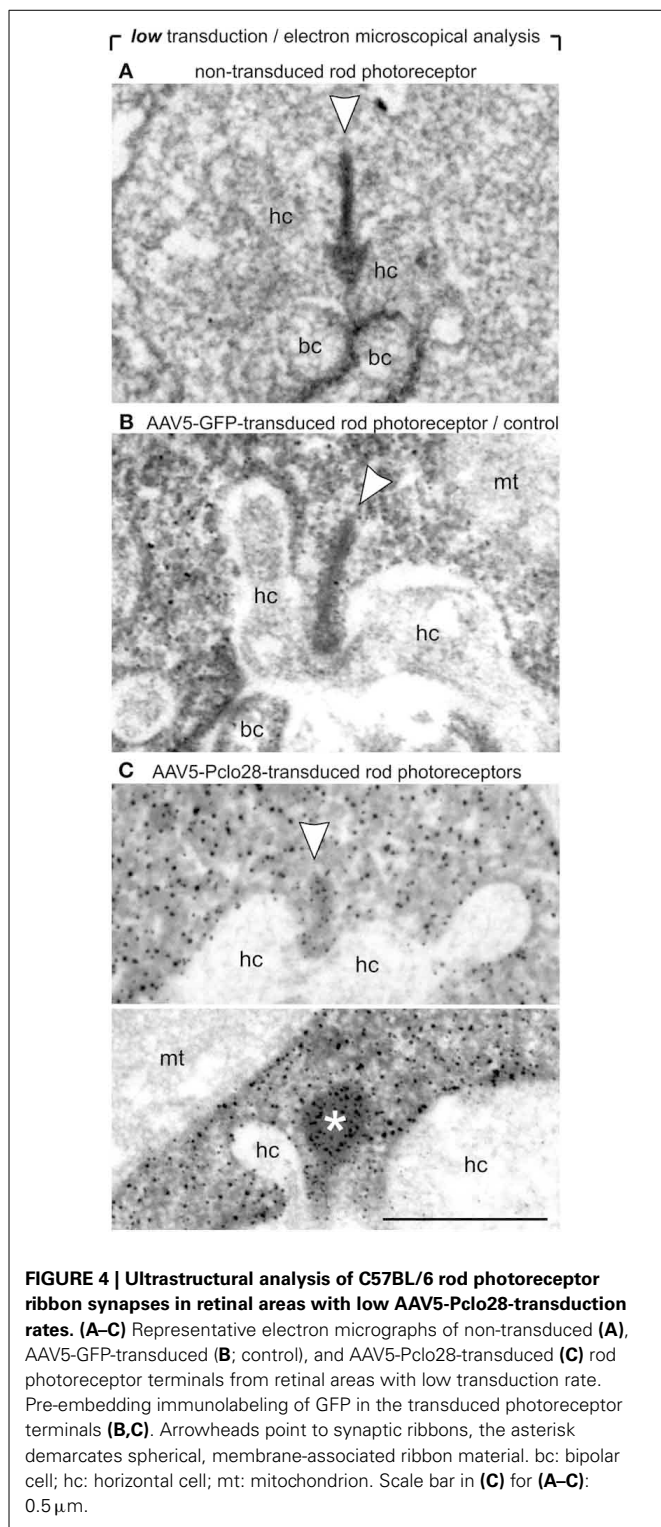 low transduction / electron microscopical analysis
A non-transduced rod photoreceptor
hc
hc
bc
bc
B AAV5-GFP-transduced rod photoreceptor / control
mt
hc
hc
bc
C AAV5-Pclo28-transduced rod photoreceptors
hc
hc
mt
*
hc
hc
FIGURE 4 | Ultrastructural analysis of C57BL/6 rod photoreceptor
ribbon synapses in retinal areas with low AAV5-Pclo28-transduction
rates. (A–C) Representative electron micrographs of non-transduced (A),
AAV5-GFP-transduced (B; control), and AAV5-Pclo28-transduced (C) rod
photoreceptor terminals from retinal areas with low transduction rate.
Pre-embedding immunolabeling of GFP in the transduced photoreceptor
terminals (B,C). Arrowheads point to synaptic ribbons, the asterisk
demarcates spherical, membrane-associated ribbon material. bc: bipolar
cell; hc: horizontal cell; mt: mitochondrion. Scale bar in (C) for (A–C):
0.5 μm.